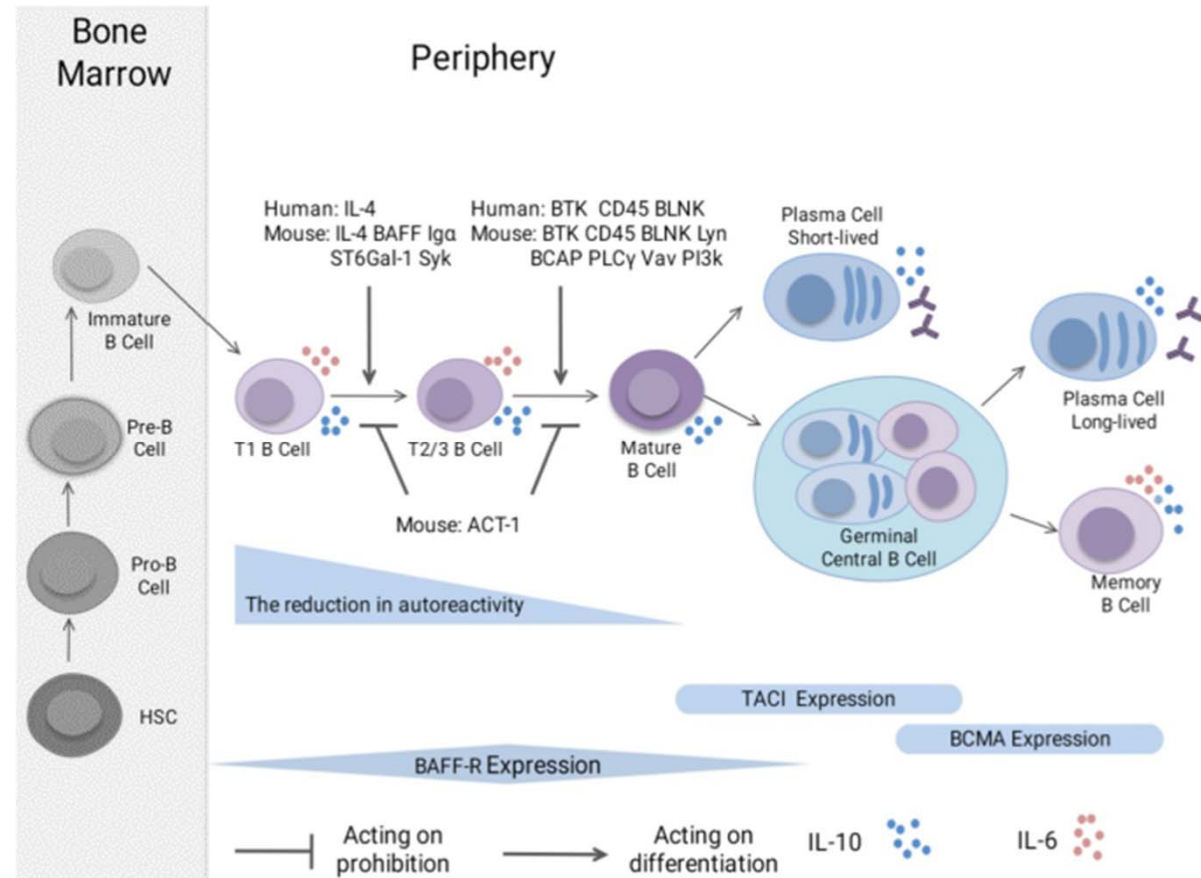 Bone
Marrow
Periphery
Human: IL-4
Mouse: IL-4 BAFF Igα
ST6Gal-1 Syk
Human: BTK CD45 BLNK
Mouse: BTK CD45 BLNK Lyn
BCAP PLCγ Vav PI3k
Plasma Cell
Short-lived
Immature
B Cell
Pre-B
Cell
Pro-B
Cell
HSC
T1 B Cell
T2/3 B Cell
Mature
B Cell
Plasma Cell
Long-lived
Germinal
Central B Cell
Memory
B Cell
Mouse: ACT-1
The reduction in autoreactivity
TACI Expression
BCMA Expression
BAFF-R Expression
Acting on
prohibition
Acting on
differentiation
IL-10
IL-6